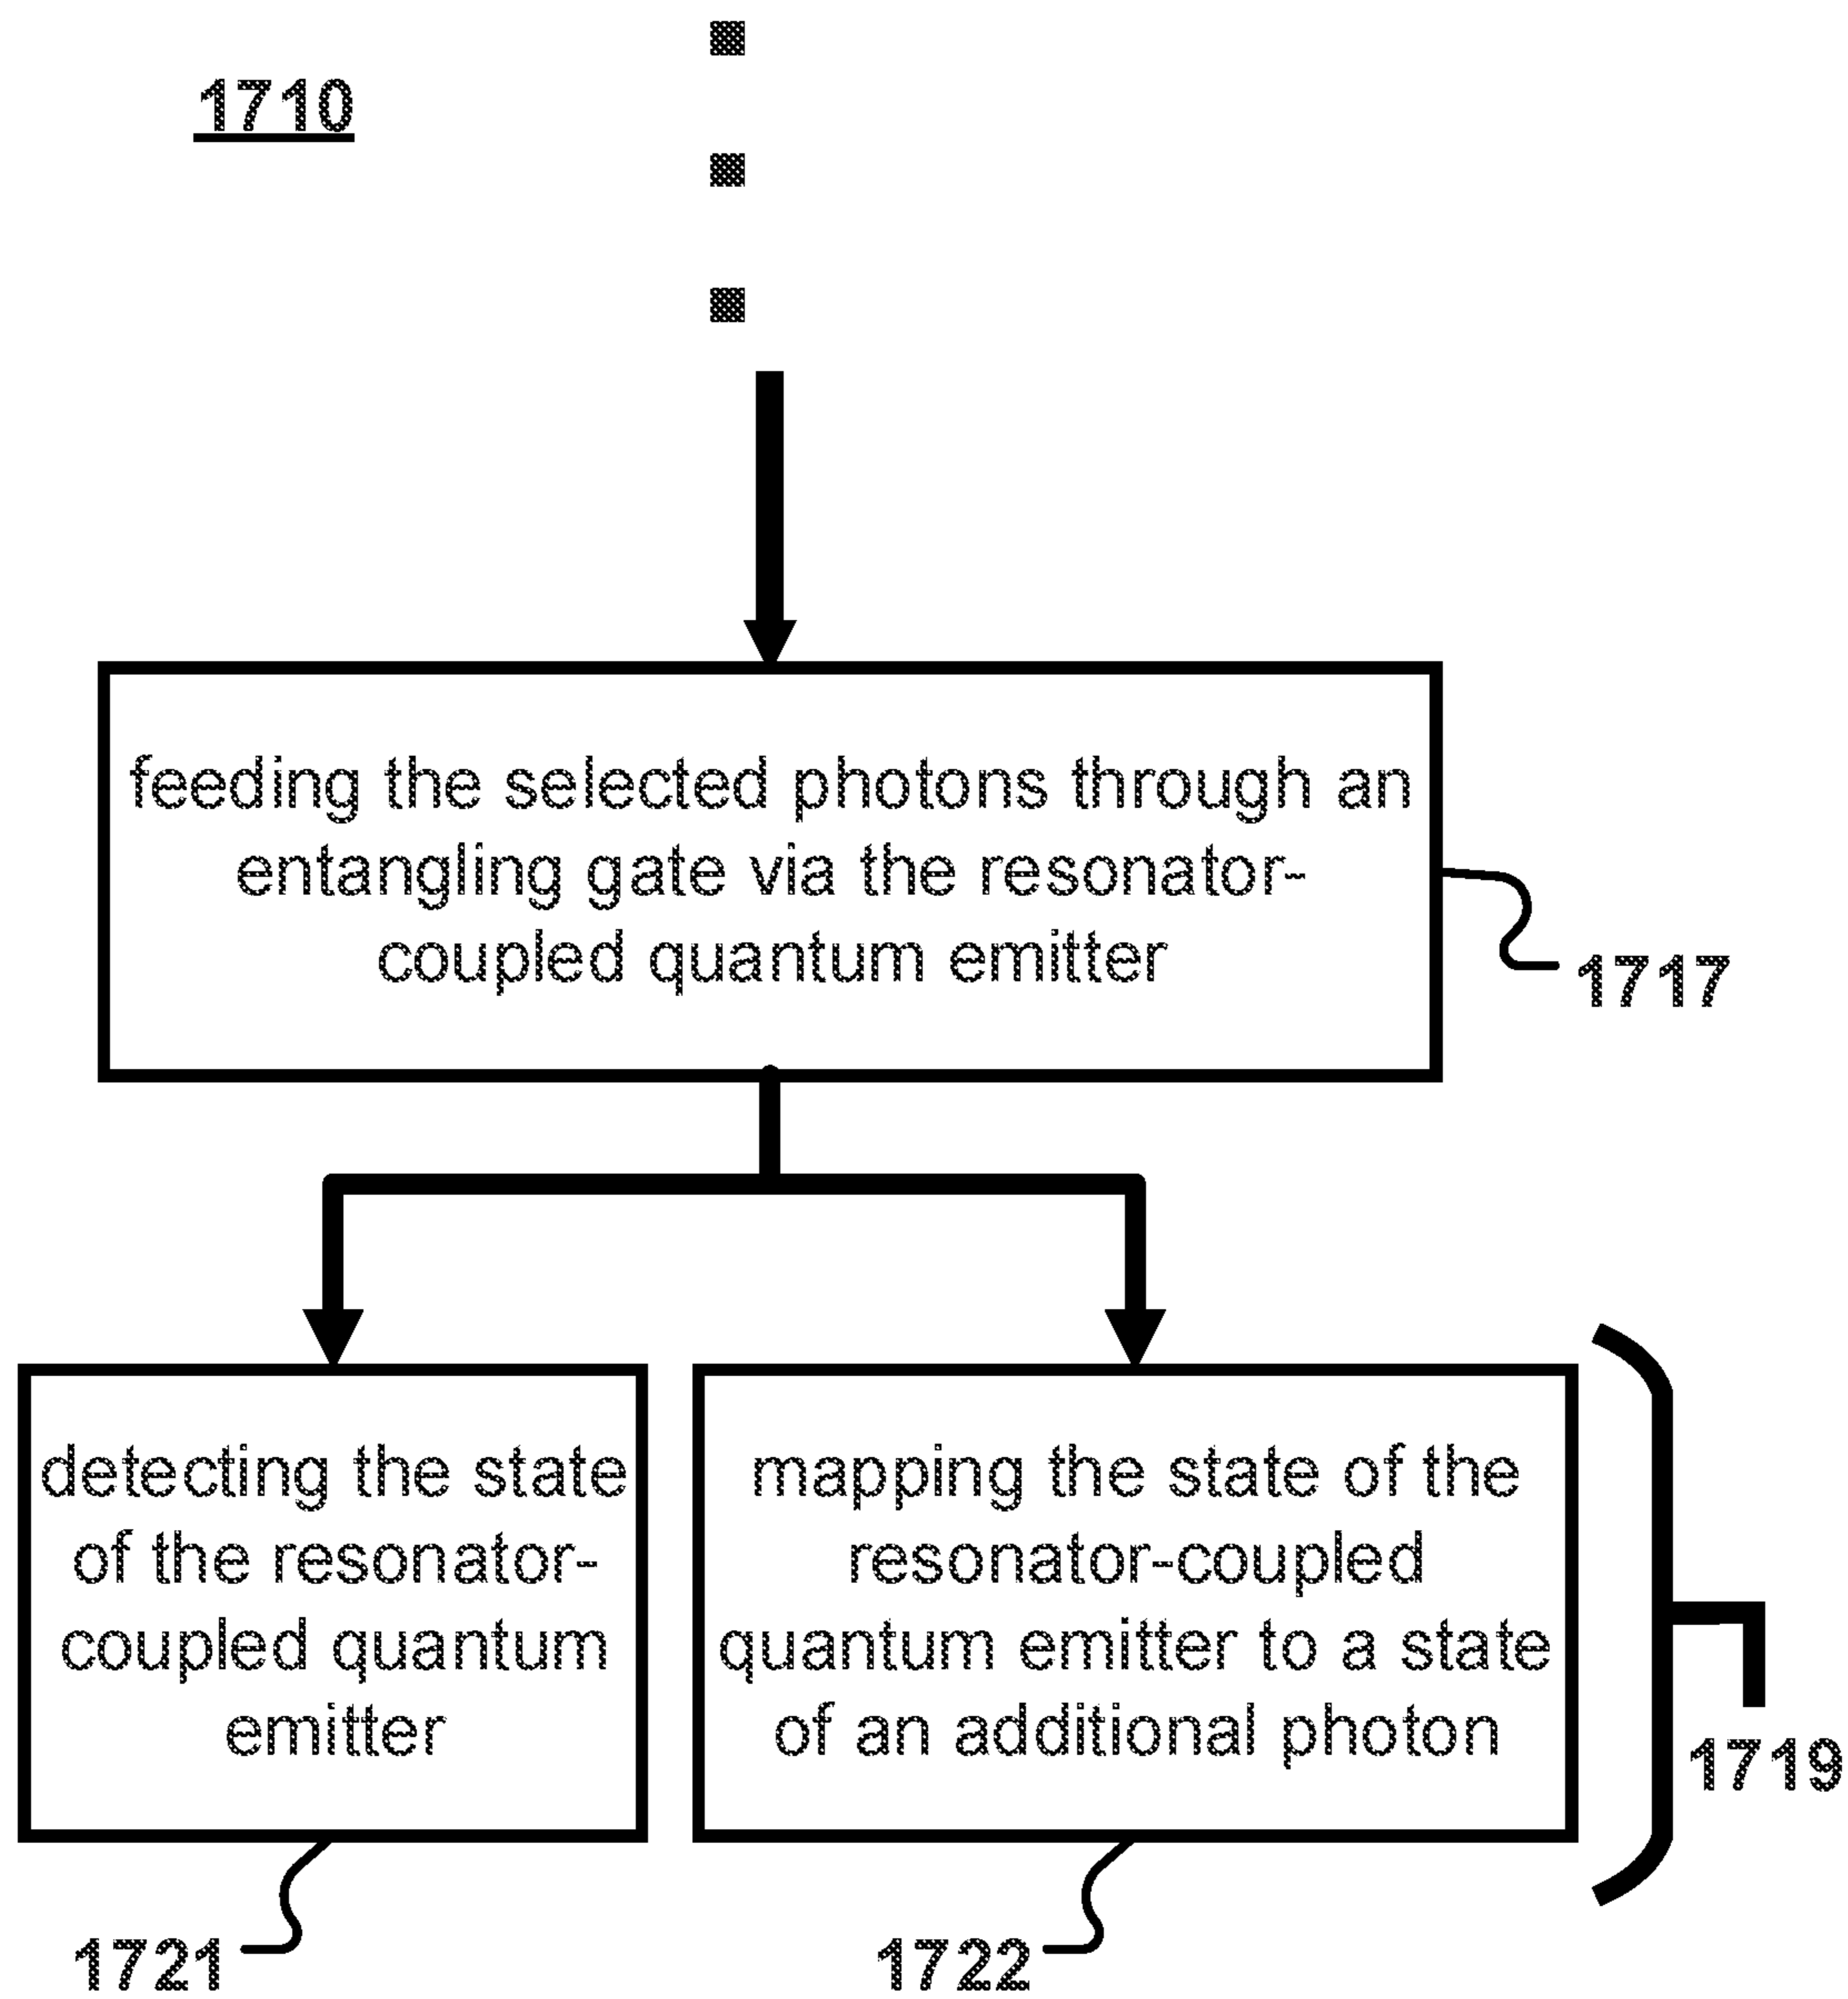 1710
feeding the selected photons through an
entangling gate via the resonator-
coupled quantum emitter
1717
detecting the state
of the resonator-
coupled quantum
emitter
mapping the state of the
resonator-coupled
quantum emitter to a state
of an additional photon
1719
1721
1722